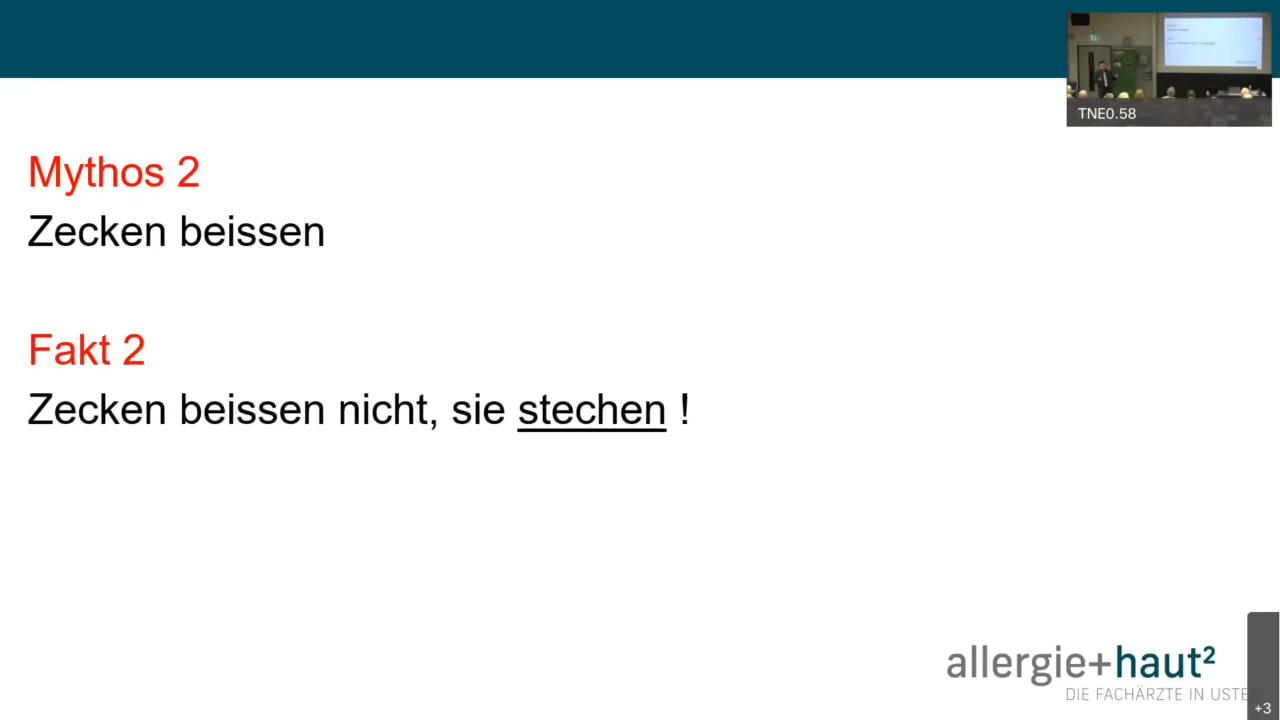 TNE0.58
Mythos 2
Zecken beissen
Fakt 2
Zecken beissen nicht, sie stechen !
allergie+haut²
DIE FACHÄRZTE IN USTE
+3